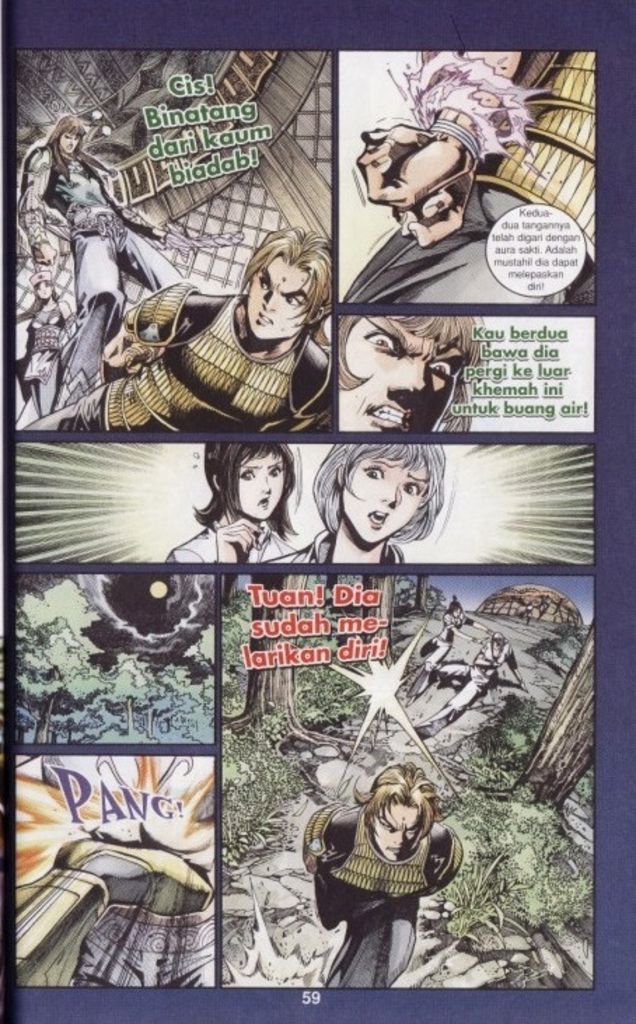 Cis!
Binatang
dari kaum
biadab!
Kedua-
dua tangannya
telah digari dengan
aura sakti. Adalah
mustahil dia dapat
melepaskan
diri!
Kau berdua
bawa dia
pergi ke luar
khemah ini
untuk buang air!
Tuan! Dia
sudah me-
larikan diri!
PANG!
59